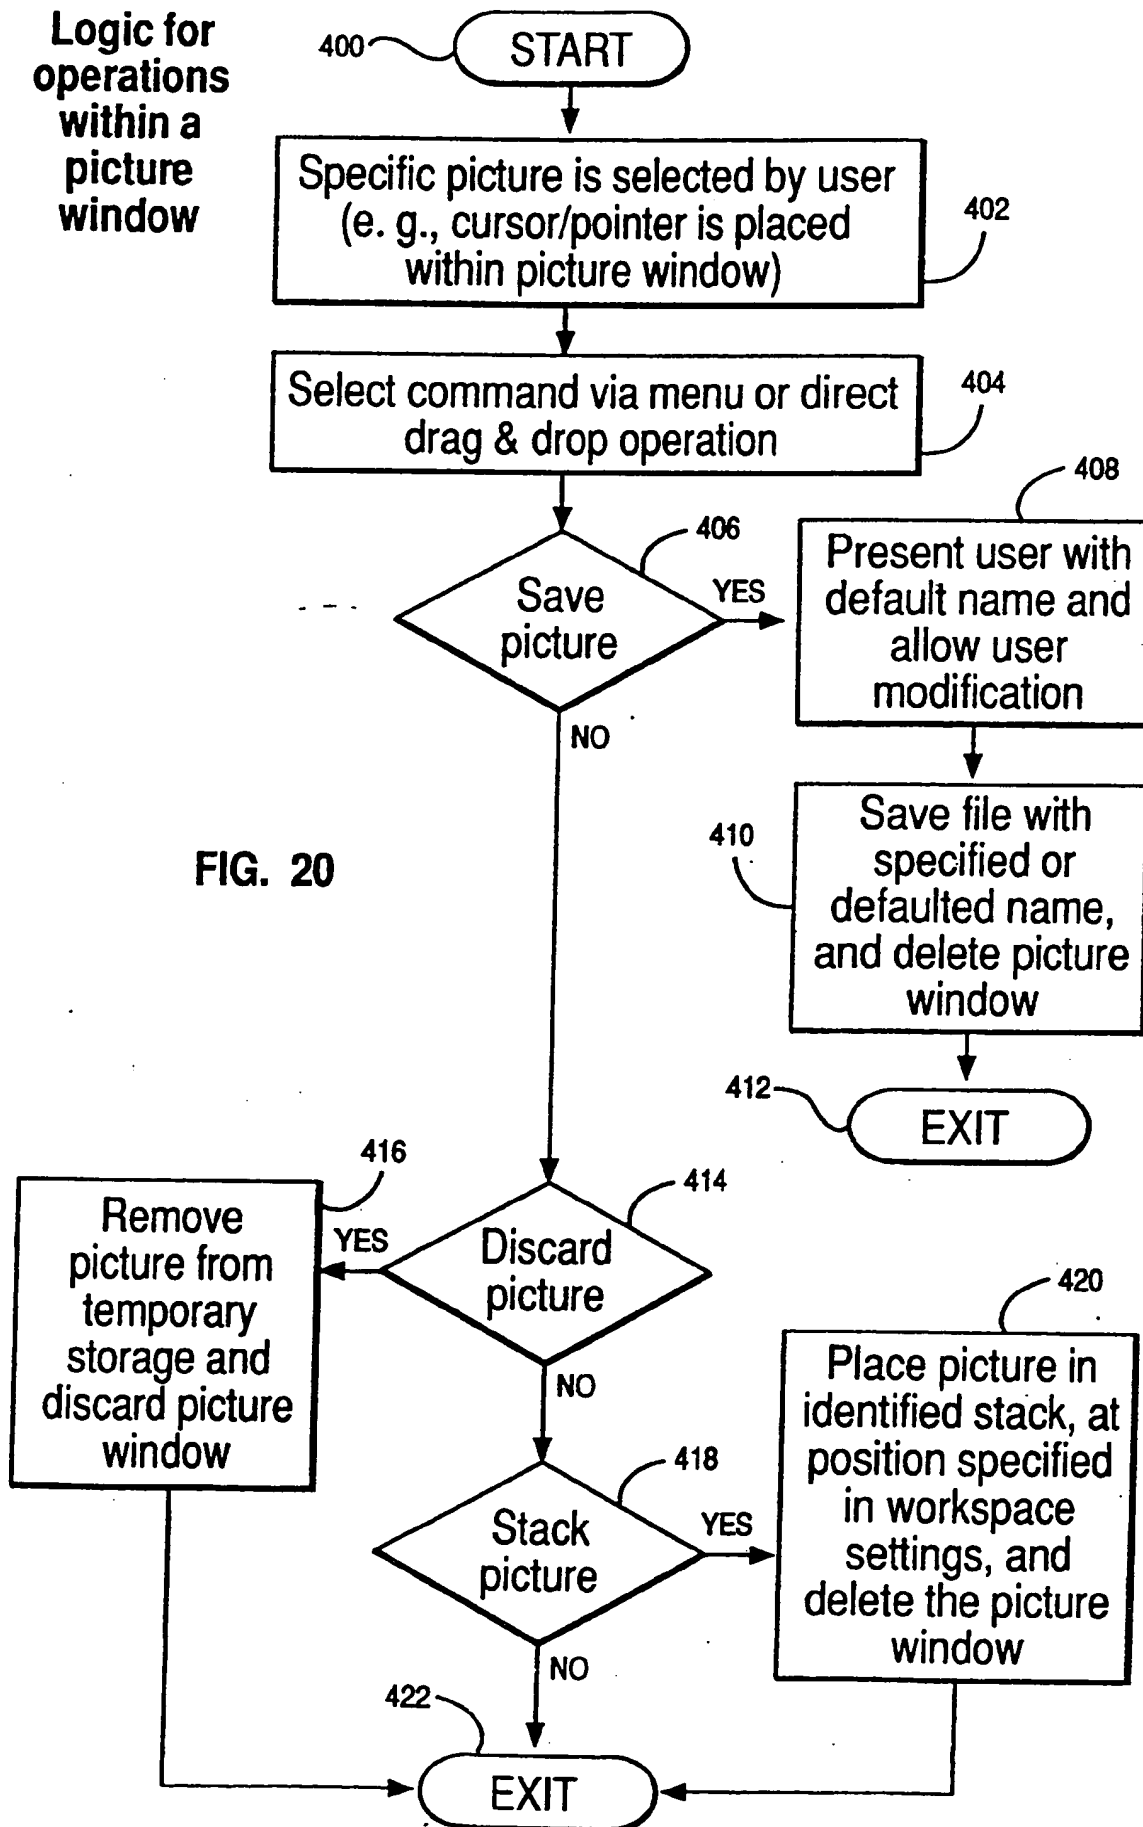 Logic for
operations
within a
picture
window
400
START
Specific picture is selected by user
(e. g., cursor/pointer is placed
within picture window)
402
Select command via menu or direct
drag & drop operation
404
406
Save
picture
YES
NO
408
Present user with
default name and
allow user
modification
410
Save file with
specified or
defaulted name,
and delete picture
window
412
EXIT
FIG. 20
414
Discard
picture
YES
NO
416
Remove
picture from
temporary
storage and
discard picture
window
418
Stack
picture
YES
NO
420
Place picture in
identified stack, at
position specified
in workspace
settings, and
delete the picture
window
422
EXIT